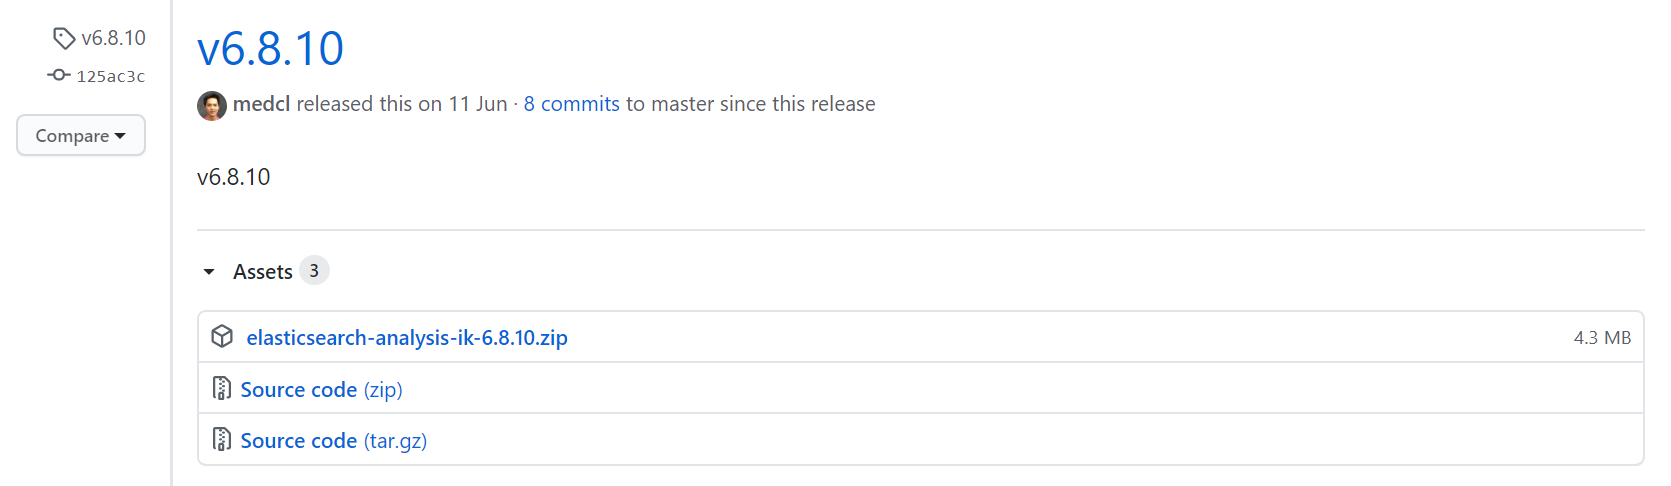 v6.8.10
125ac3c
Compare
v6.8.10
medcl released this on 11 Jun · 8 commits to master since this release
v6.8.10
Assets 3
elasticsearch-analysis-ik-6.8.10.zip 4.3 MB
Source code (zip)
Source code (tar.gz)